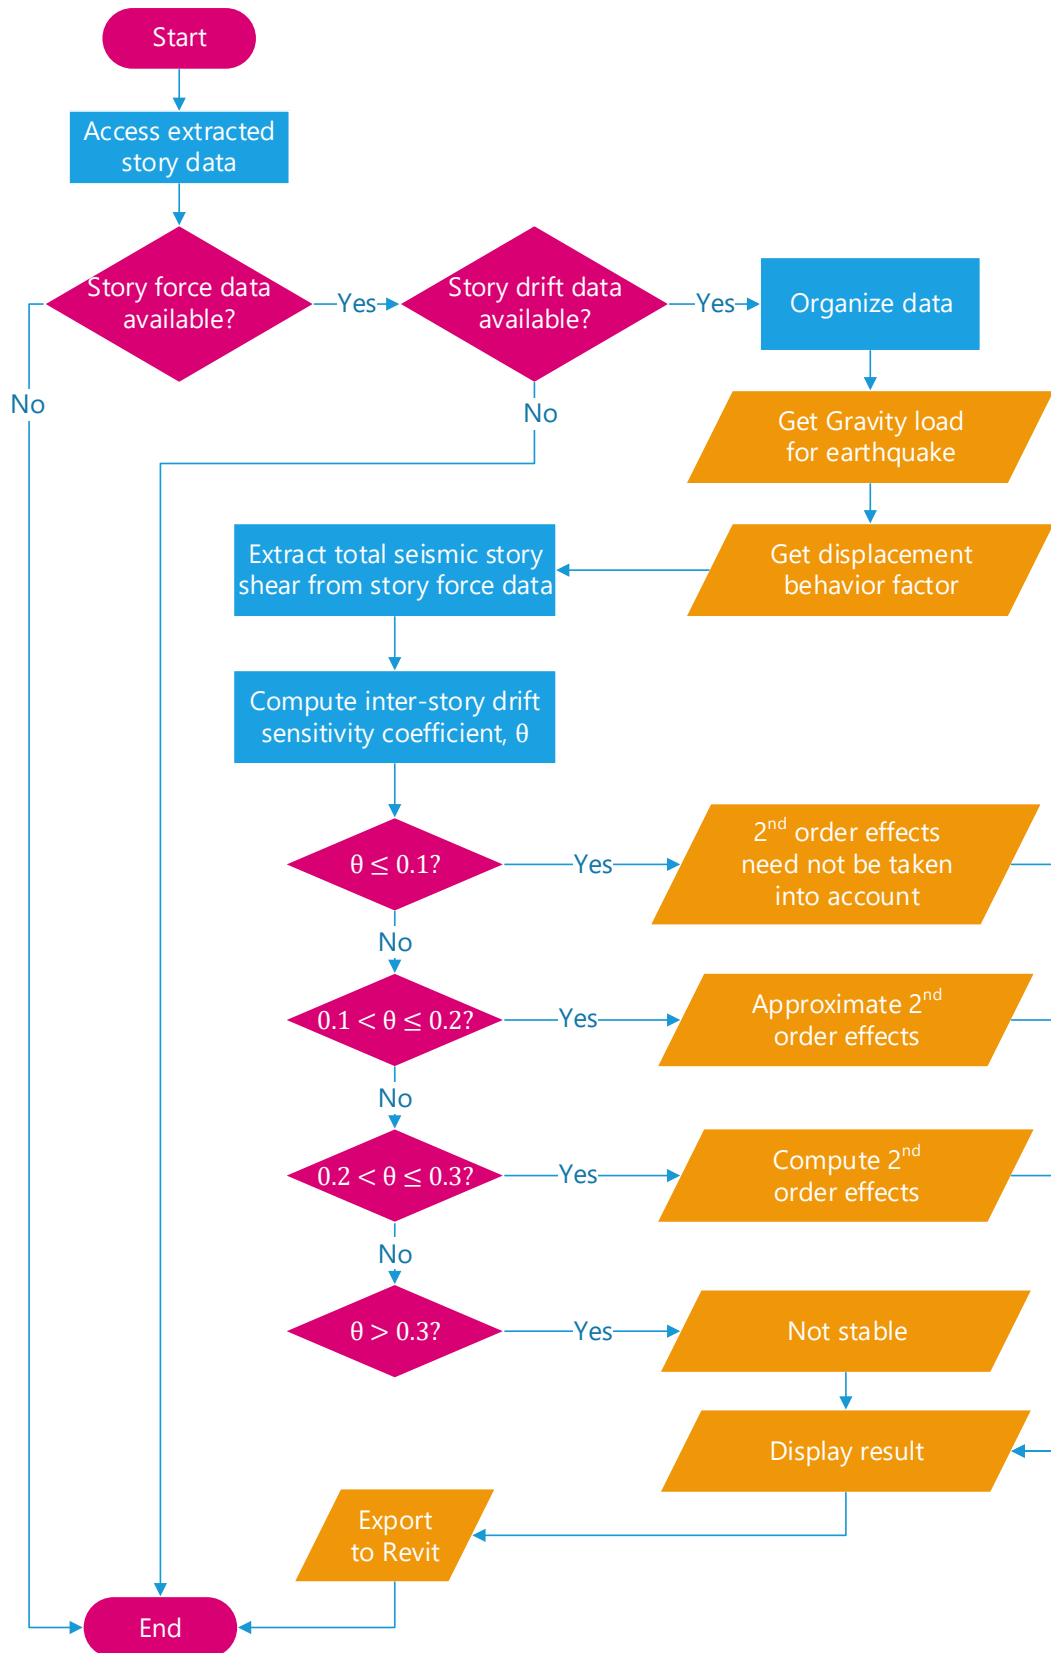 Start
Access extracted
story data
Story force data
available?
Yes
Story drift data
available?
Yes
Organize data
No
No
Get Gravity load
for earthquake
Extract total seismic story
shear from story force data
Get displacement
behavior factor
Compute inter-story drift
sensitivity coefficient, θ
θ ≤ 0.1?
Yes
2nd order effects
need not be taken
into account
No
0.1 < θ ≤ 0.2?
Yes
Approximate 2nd
order effects
No
0.2 < θ ≤ 0.3?
Yes
Compute 2nd
order effects
No
θ > 0.3?
Yes
Not stable
Display result
Export
to Revit
End